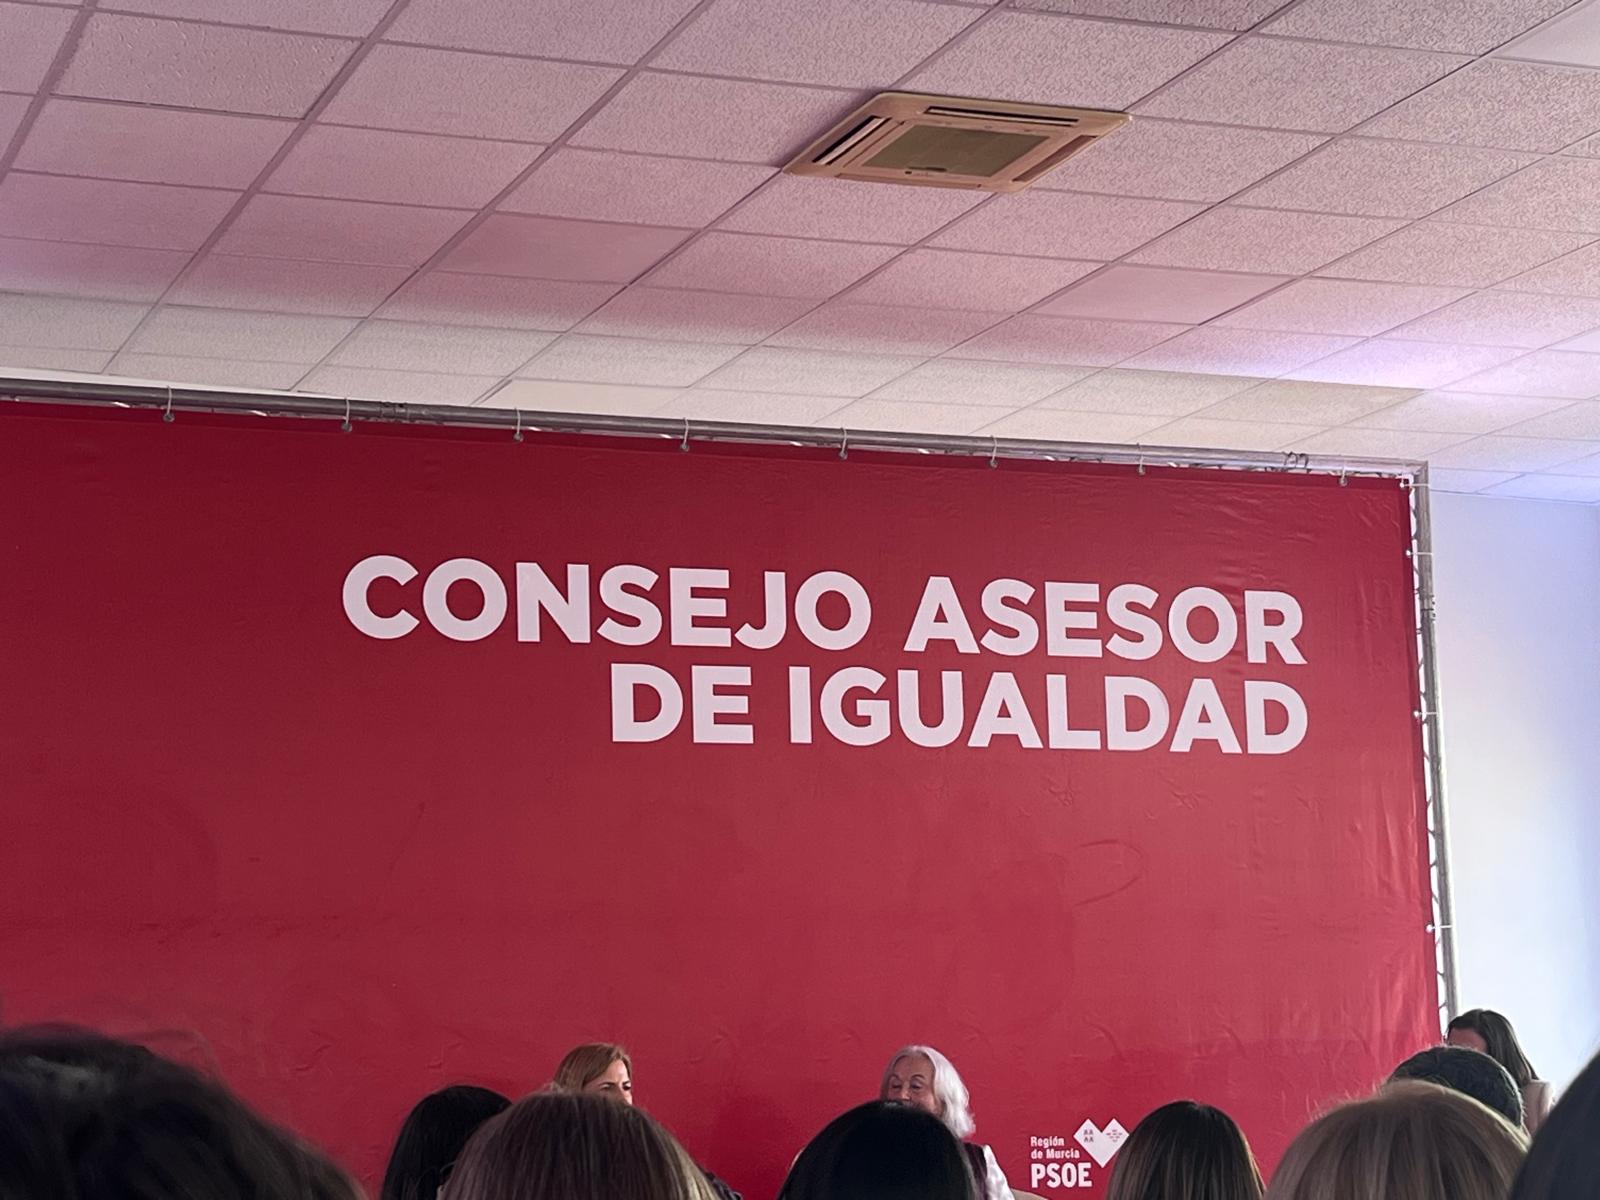 CONSEJO ASESOR
DE IGUALDAD
Región
de Murcia
PSOE